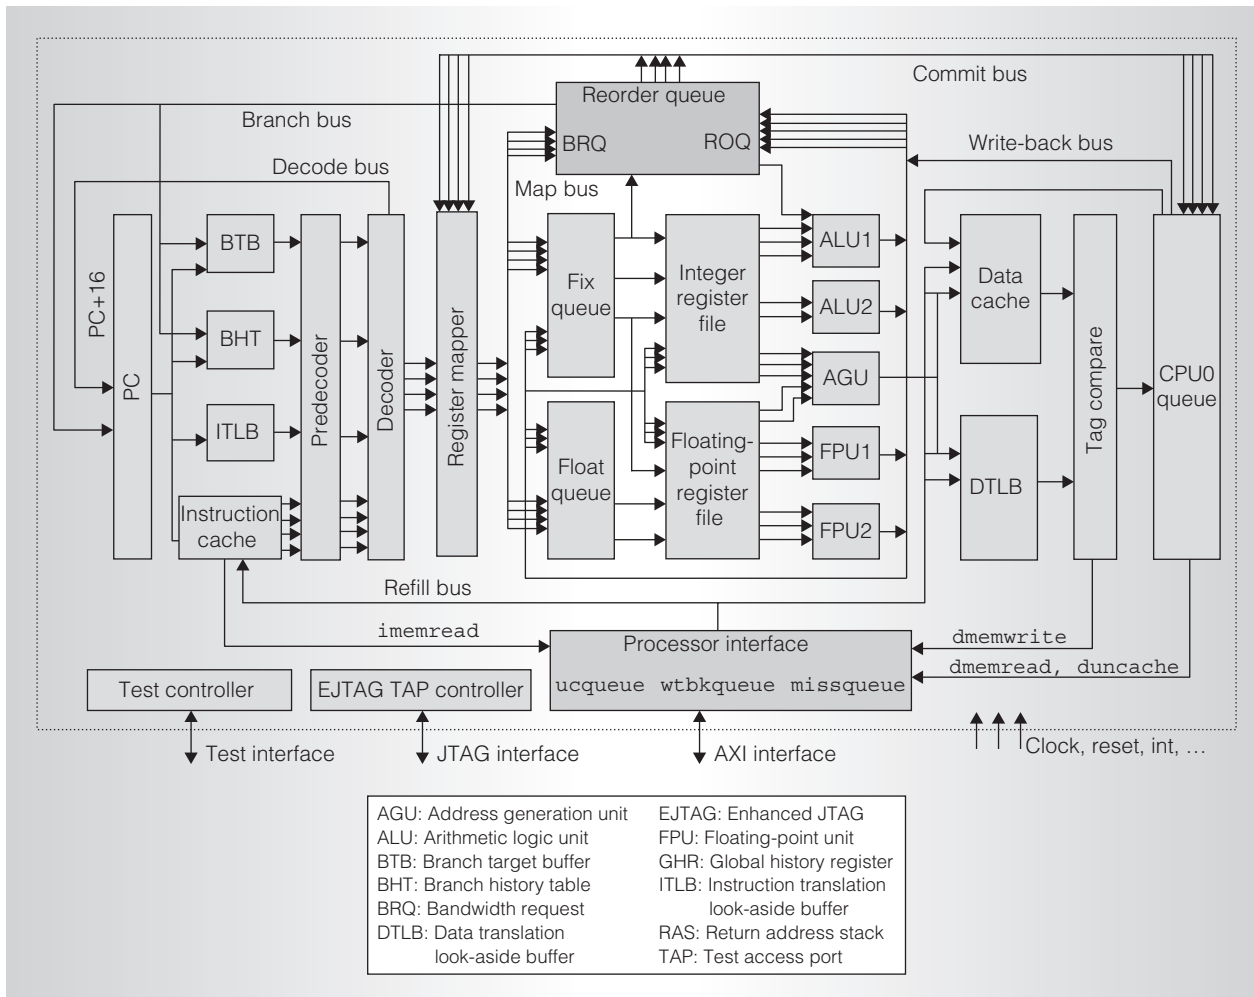 Commit bus
Reorder queue
BRQ
ROQ
Branch bus
Write-back bus
Decode bus
Map bus
PC+16
PC
BTB
BHT
ITLB
Instruction
cache
Predecoder
Decoder
Register mapper
Fix
queue
Float
queue
Integer
register
file
Floating-
point
register
file
ALU1
ALU2
AGU
FPU1
FPU2
Data
cache
DTLB
Tag compare
CPU0
queue
Refill bus
imemread
Processor interface
ucqueue wtbkqueue missqueue
dmemwrite
dmemread, duncache
Test controller
EJTAG TAP controller
Test interface
JTAG interface
AXI interface
Clock, reset, int, …
AGU: Address generation unit
ALU: Arithmetic logic unit
BTB: Branch target buffer
BHT: Branch history table
BRQ: Bandwidth request
DTLB: Data translation
look-aside buffer
EJTAG: Enhanced JTAG
FPU: Floating-point unit
GHR: Global history register
ITLB: Instruction translation
look-aside buffer
RAS: Return address stack
TAP: Test access port